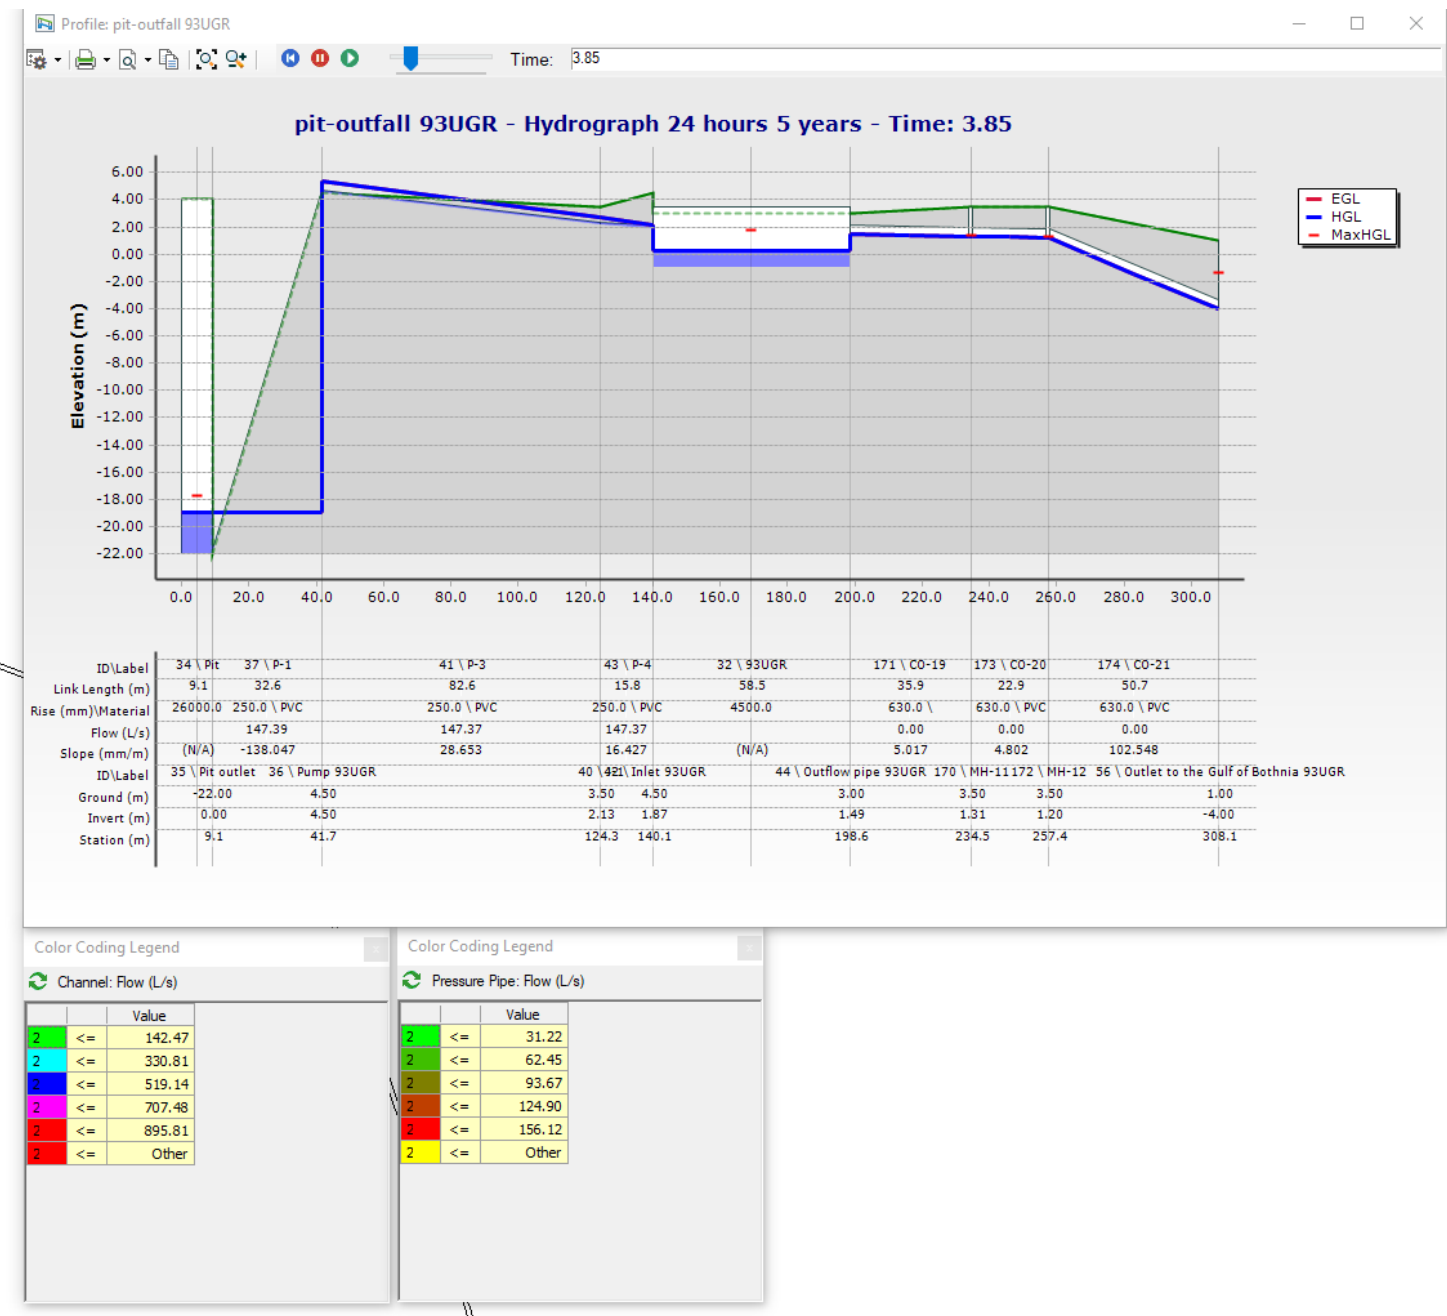 Profile: pit-outfall 93UGR
Time: 3.85
pit-outfall 93UGR - Hydrograph 24 hours 5 years - Time: 3.85
EGL
HGL
MaxHGL
Elevation (m)
6.00
4.00
2.00
0.00
-2.00
-4.00
-6.00
-8.00
-10.00
-12.00
-14.00
-16.00
-18.00
-20.00
-22.00
0.0 20.0 40.0 60.0 80.0 100.0 120.0 140.0 160.0 180.0 200.0 220.0 240.0 260.0 280.0 300.0
ID\Label 34 \ Pit 37 \ P-1 41 \ P-3 43 \ P-4 32 \ 93UGR 171 \ CO-19 173 \ CO-20 174 \ CO-21
Link Length (m) 9.1 32.6 82.6 15.8 58.5 35.9 22.9 50.7
Rise (mm)\Material 26000.0 250.0 \ PVC 250.0 \ PVC 250.0 \ PVC 4500.0 630.0 \ 630.0 \ PVC 630.0 \ PVC
Flow (L/s) 147.39 147.37 147.37 0.00 0.00 0.00
Slope (mm/m) (N/A) -138.047 28.653 16.427 (N/A) 5.017 4.802 102.548
ID\Label 35 \ Pit outlet 36 \ Pump 93UGR 40 \ Inlet 93UGR 44 \ Outflow pipe 93UGR 170 \ MH-11 172 \ MH-12 56 \ Outlet to the Gulf of Bothnia 93UGR
Ground (m) -22.00 4.50 3.50 4.50 3.00 3.50 3.50 1.00
Invert (m) 0.00 4.50 2.13 1.87 1.49 1.31 1.20 -4.00
Station (m) 9.1 41.7 124.3 140.1 198.6 234.5 257.4 308.1
Color Coding Legend
Channel: Flow (L/s)
Value
2 <= 142.47
2 <= 330.81
2 <= 519.14
2 <= 707.48
2 <= 895.81
2 <= Other
Color Coding Legend
Pressure Pipe: Flow (L/s)
Value
2 <= 31.22
2 <= 62.45
2 <= 93.67
2 <= 124.90
2 <= 156.12
2 <= Other